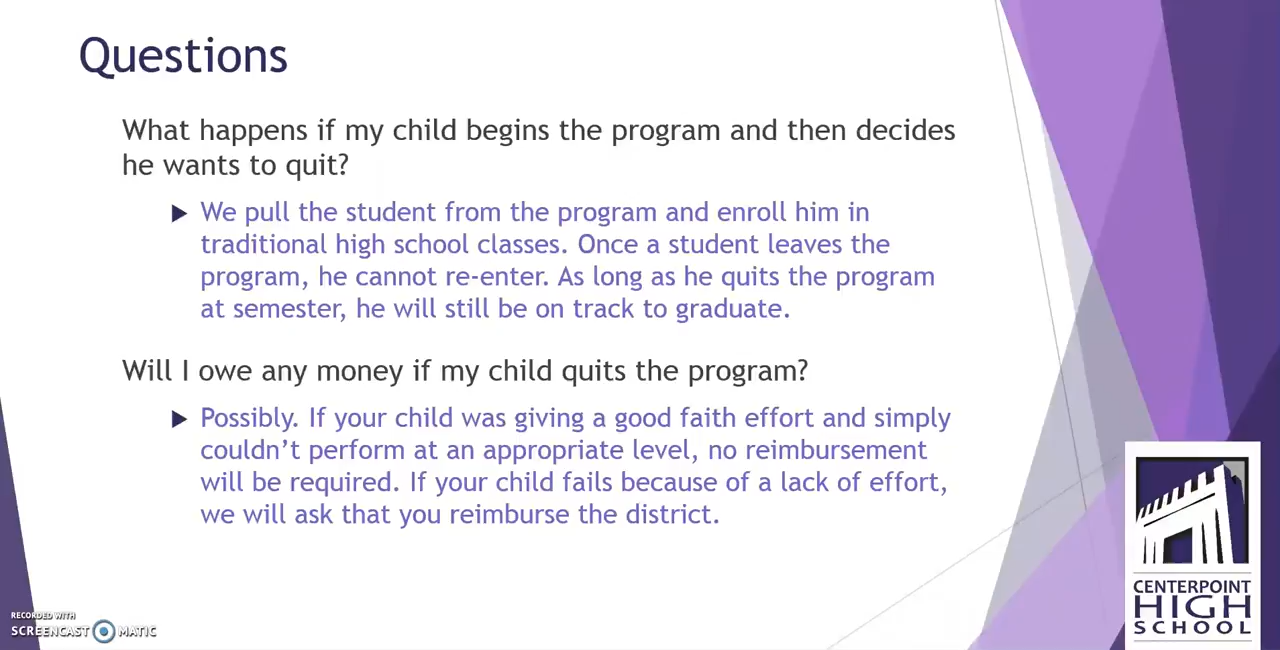 Questions
What happens if my child begins the program and then decides
he wants to quit?
We pull the student from the program and enroll him in
traditional high school classes. Once a student leaves the
program, he cannot re-enter. As long as he quits the program
at semester, he will still be on track to graduate.
Will I owe any money if my child quits the program?
Possibly. If your child was giving a good faith effort and simply
couldn't perform at an appropriate level, no reimbursement
will be required. If your child fails because of a lack of effort,
we will ask that you reimburse the district.
CENTERPOINT
HIGH
SCHOOL
RECORDED WITH
SCREENCAST MATIC